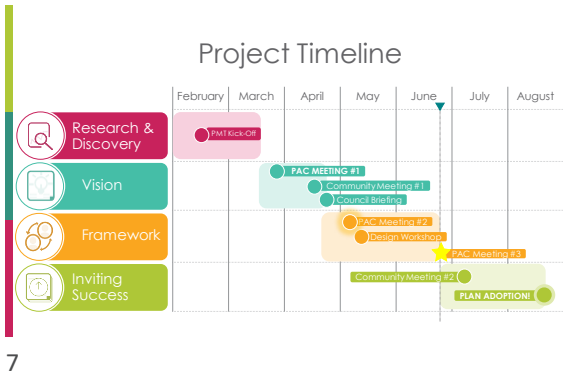 Project Timeline
February March April May June July August
Research &
Discovery
PMT Kick-Off
PAC MEETING #1
Vision
Community Meeting #1
Council Briefing
PAC Meeting #2
Framework
Design Workshop
PAC Meeting #3
Inviting
Success
Community Meeting #2
PLAN ADOPTION!
7